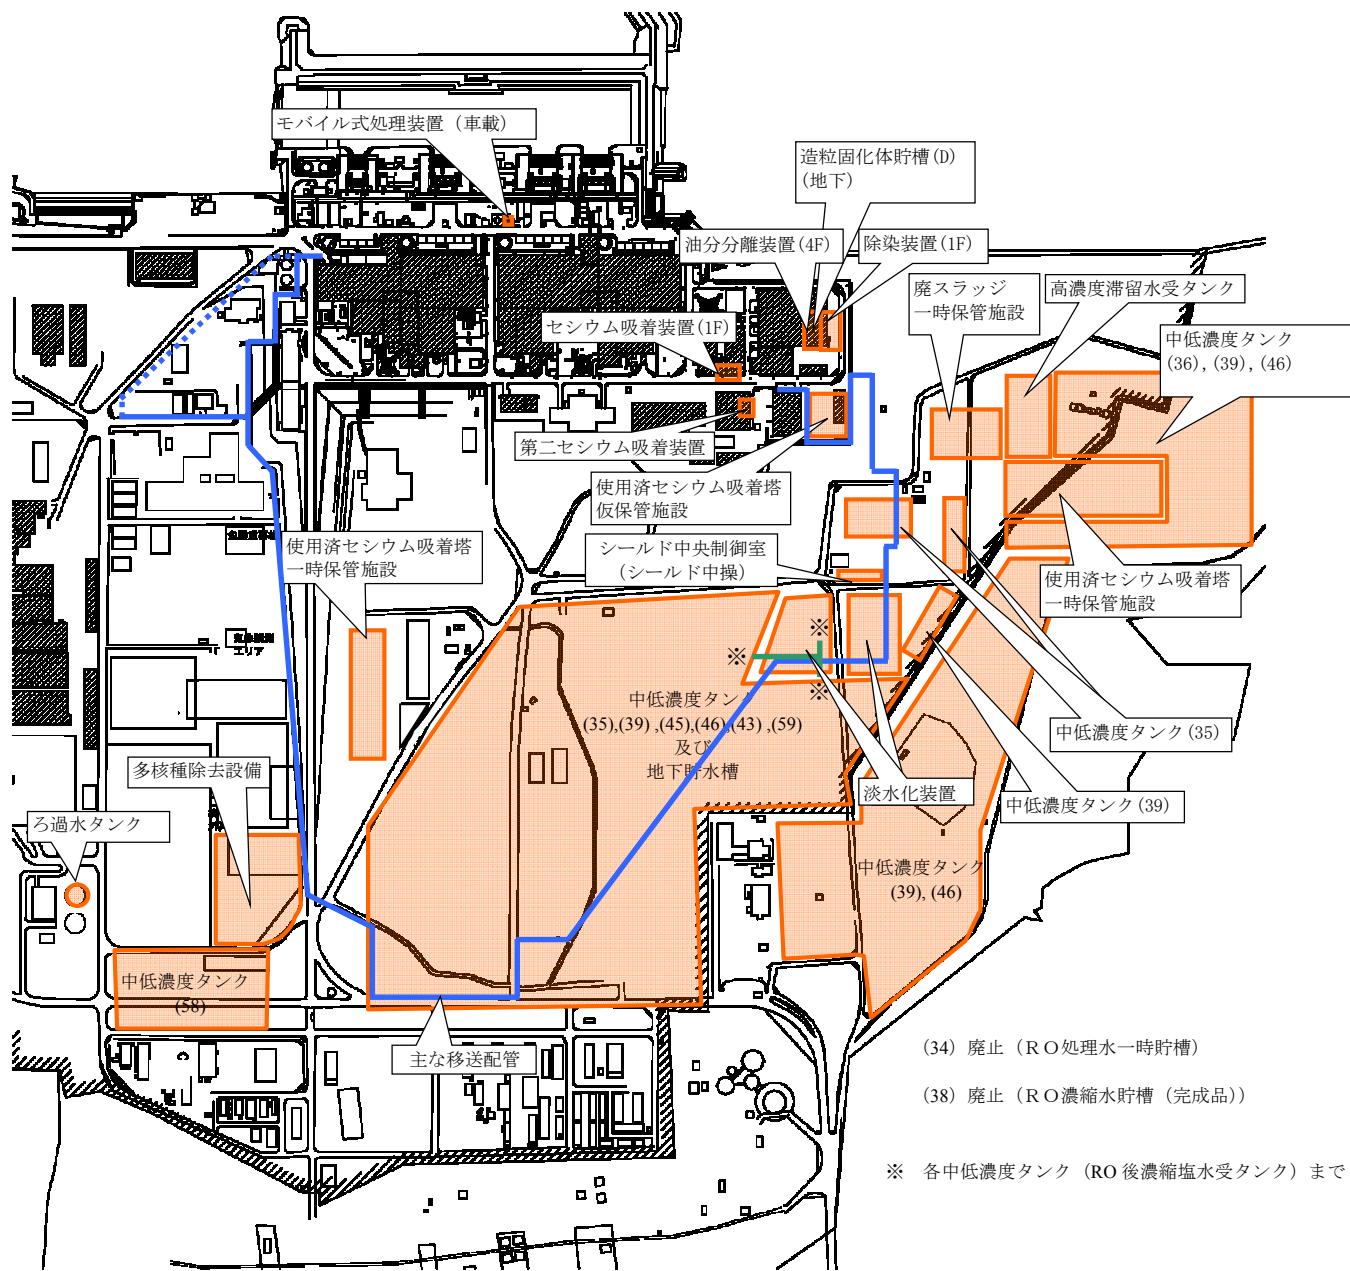 モバイル式処理装置（車載）
造粒固化体貯槽(D)
(地下)
油分分離装置(4F)
除染装置(1F)
廃スラッジ
一時保管施設
高濃度滞留水受タンク
中低濃度タンク
(36), (39), (46)
セシウム吸着装置(1F)
第二セシウム吸着装置
使用済セシウム吸着塔
仮保管施設
シールド中央制御室
（シールド中操）
使用済セシウム吸着塔
一時保管施設
使用済セシウム吸着塔
一時保管施設
エリア
※
※
※
中低濃度タンク
(35),(39) ,(45),(46),(43) ,(59)
及び
地下貯水槽
中低濃度タンク(35)
淡水化装置
中低濃度タンク(39)
多核種除去設備
ろ過水タンク
中低濃度タンク
(39), (46)
中低濃度タンク
(58)
主な移送配管
(34) 廃止（ＲＯ処理水一時貯槽）
(38) 廃止（ＲＯ濃縮水貯槽（完成品））
※　各中低濃度タンク（RO 後濃縮塩水受タンク）まで